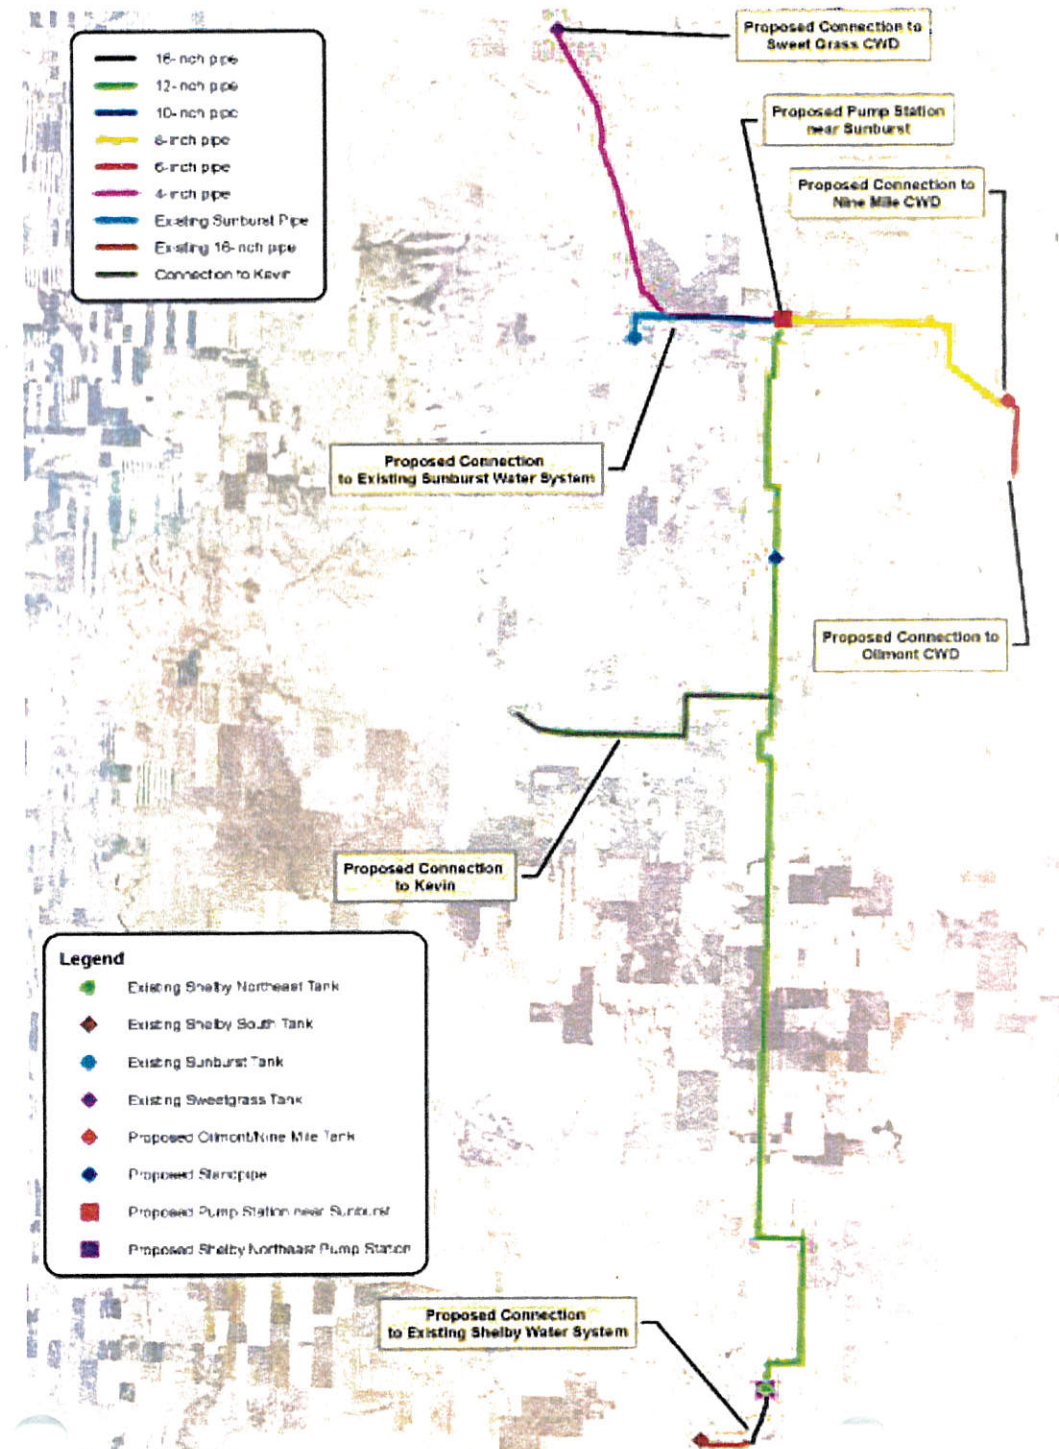 Proposed Connection to
Sweet Grass CWD
16-inch pipe
12-inch pipe
10-inch pipe
8-inch pipe
6-inch pipe
4-inch pipe
Existing Sunburst Pipe
Existing 16-inch pipe
Connection to Kevin
Proposed Pump Station
near Sunburst
Proposed Connection to
Nine Mile CWD
Proposed Connection
to Existing Sunburst Water System
Proposed Connection to
Oilmont CWD
Proposed Connection
to Kevin
Legend
Existing Shelby Northeast Tank
Existing Shelby South Tank
Existing Sunburst Tank
Existing Sweetgrass Tank
Proposed Oilmont/Nine Mile Tank
Proposed Standpipe
Proposed Pump Station near Sunburst
Proposed Shelby Northeast Pump Station
Proposed Connection
to Existing Shelby Water System